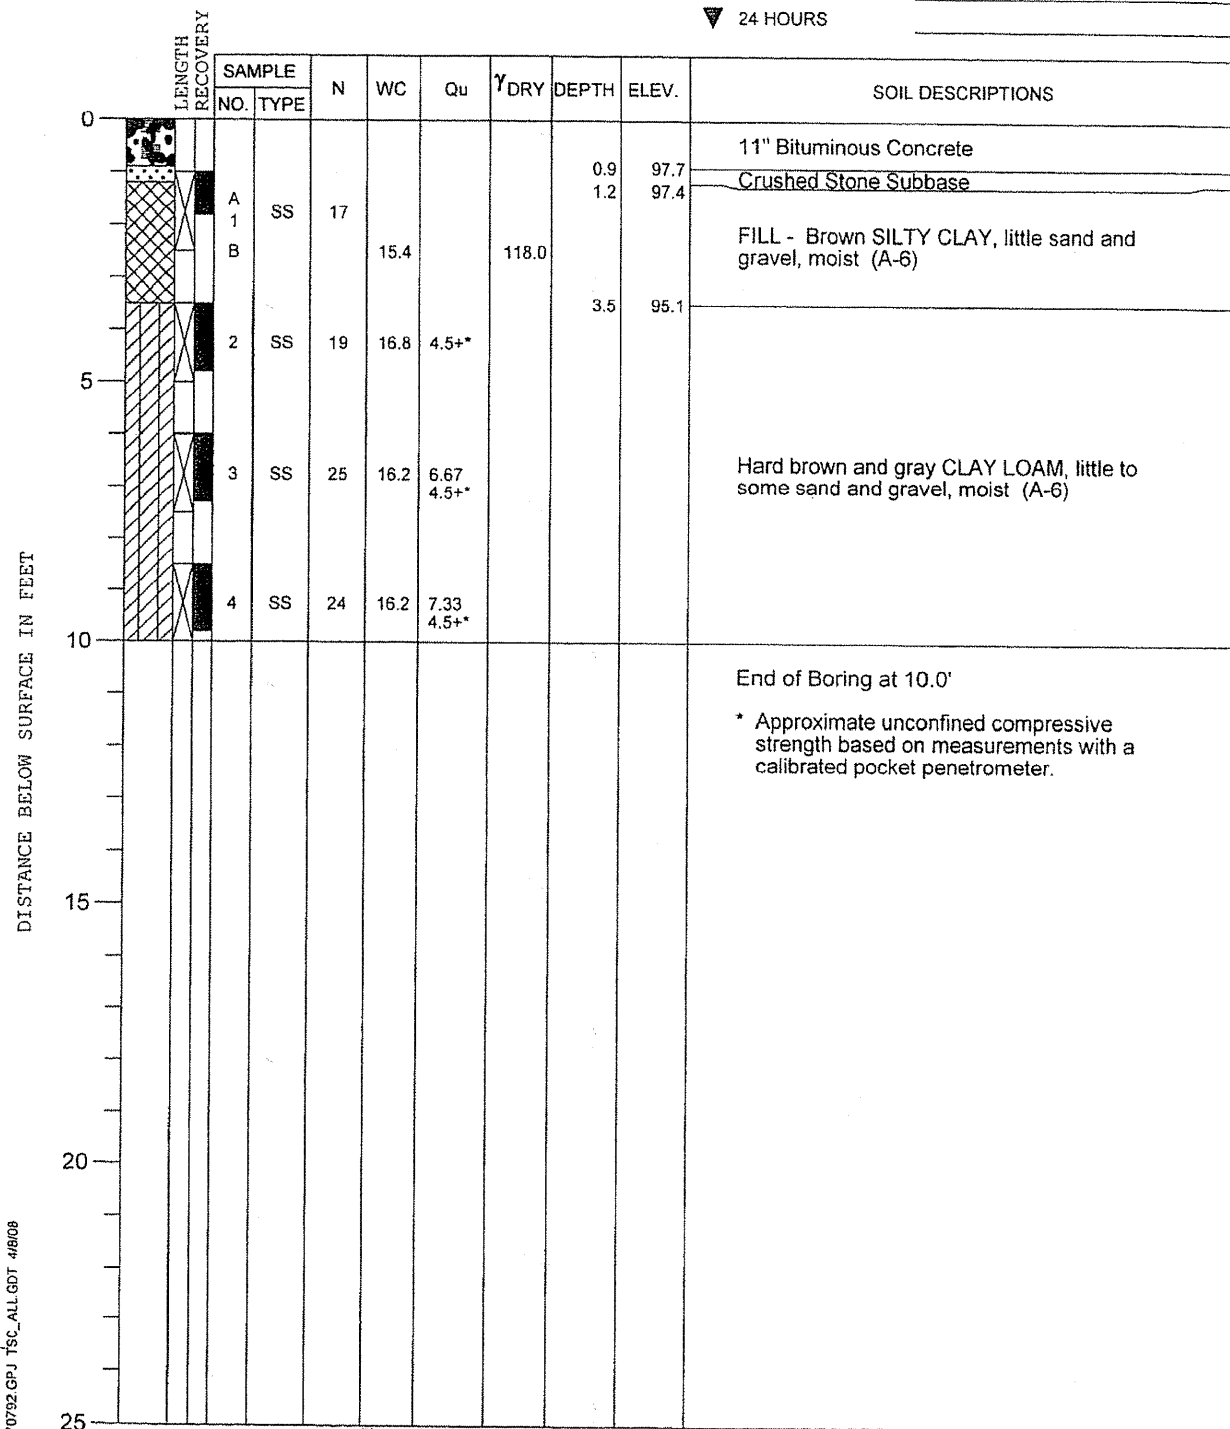 ▼ 24 HOURS
LENGTH
RECOVERY
SAMPLE
NO. TYPE
N
WC
Qu
γDRY
DEPTH
ELEV.
SOIL DESCRIPTIONS
0
11" Bituminous Concrete
0.9 97.7
Crushed Stone Subbase
1.2 97.4
A
1 SS 17
B 15.4 118.0
FILL - Brown SILTY CLAY, little sand and
gravel, moist (A-6)
3.5 95.1
2 SS 19 16.8 4.5+*
5
3 SS 25 16.2 6.67
4.5+*
Hard brown and gray CLAY LOAM, little to
some sand and gravel, moist (A-6)
4 SS 24 16.2 7.33
4.5+*
10
End of Boring at 10.0'
* Approximate unconfined compressive
strength based on measurements with a
calibrated pocket penetrometer.
15
20
25
DISTANCE BELOW SURFACE IN FEET
70792.GPJ TSC_ALL.GDT 4/8/08